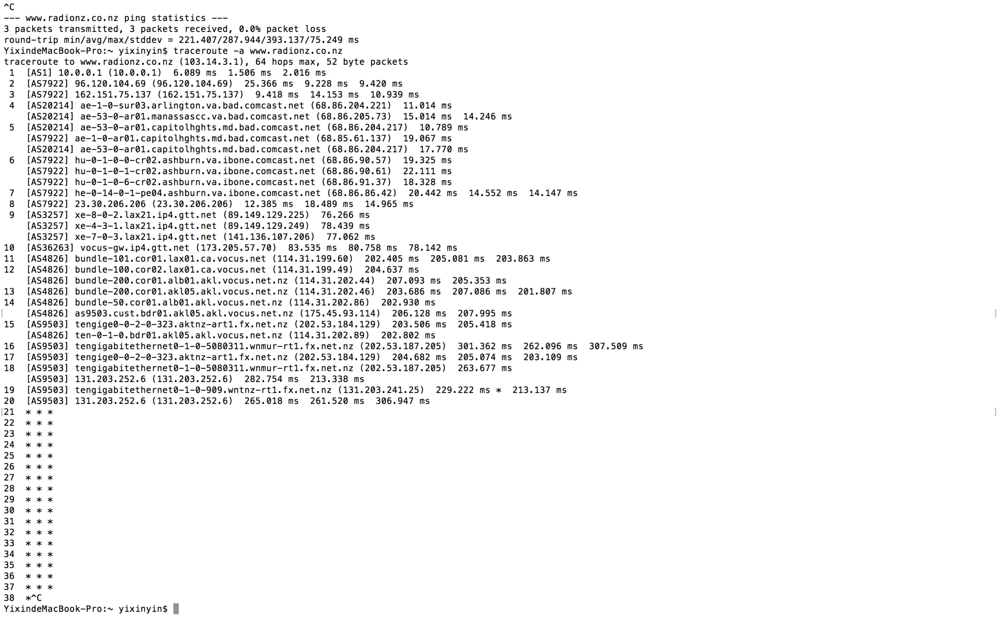 ^C
--- www.radionz.co.nz ping statistics ---
3 packets transmitted, 3 packets received, 0.0% packet loss
round-trip min/avg/max/stddev = 221.407/287.944/393.137/75.249 ms
YixindeMacBook-Pro:~ yixinyin$ traceroute -a www.radionz.co.nz
traceroute to www.radionz.co.nz (103.14.3.1), 64 hops max, 52 byte packets
 1  [AS1] 10.0.0.1 (10.0.0.1)  6.089 ms  1.506 ms  2.016 ms
 2  [AS7922] 96.120.104.69 (96.120.104.69)  25.366 ms  9.228 ms  9.420 ms
 3  [AS7922] 162.151.75.137 (162.151.75.137)  9.418 ms  14.153 ms  10.939 ms
 4  [AS20214] ae-1-0-sur03.arlington.va.bad.comcast.net (68.86.204.221)  11.014 ms
    [AS20214] ae-53-0-ar01.manassascc.va.bad.comcast.net (68.86.205.73)  15.014 ms  14.246 ms
 5  [AS20214] ae-53-0-ar01.capitolhghts.md.bad.comcast.net (68.86.204.217)  10.789 ms
    [AS7922] ae-1-0-ar01.capitolhghts.md.bad.comcast.net (68.85.61.137)  19.067 ms
    [AS20214] ae-53-0-ar01.capitolhghts.md.bad.comcast.net (68.86.204.217)  17.770 ms
 6  [AS7922] hu-0-1-0-0-cr02.ashburn.va.ibone.comcast.net (68.86.90.57)  19.325 ms
    [AS7922] hu-0-1-0-1-cr02.ashburn.va.ibone.comcast.net (68.86.90.61)  22.111 ms
    [AS7922] hu-0-1-0-6-cr02.ashburn.va.ibone.comcast.net (68.86.91.37)  18.328 ms
 7  [AS7922] he-0-14-0-1-pe04.ashburn.va.ibone.comcast.net (68.86.86.42)  20.442 ms  14.552 ms  14.147 ms
 8  [AS7922] 23.30.206.206 (23.30.206.206)  12.385 ms  18.489 ms  14.965 ms
 9  [AS3257] xe-8-0-2.lax21.ip4.gtt.net (89.149.129.225)  76.266 ms
    [AS3257] xe-4-3-1.lax21.ip4.gtt.net (89.149.129.249)  78.439 ms
    [AS3257] xe-7-0-3.lax21.ip4.gtt.net (141.136.107.206)  77.062 ms
10  [AS36263] vocus-gw.ip4.gtt.net (173.205.57.70)  83.535 ms  80.758 ms  78.142 ms
11  [AS4826] bundle-101.cor01.lax01.ca.vocus.net (114.31.199.60)  202.405 ms  205.081 ms  203.863 ms
12  [AS4826] bundle-100.cor02.lax01.ca.vocus.net (114.31.199.49)  204.637 ms
    [AS4826] bundle-200.cor01.alb01.akl.vocus.net.nz (114.31.202.44)  207.093 ms  205.353 ms
13  [AS4826] bundle-200.cor01.akl05.akl.vocus.net.nz (114.31.202.46)  203.686 ms  207.086 ms  201.807 ms
14  [AS4826] bundle-50.cor01.alb01.akl.vocus.net.nz (114.31.202.86)  202.930 ms
[    [AS4826] as9503.cust.bdr01.akl05.akl.vocus.net.nz (175.45.93.114)  206.128 ms  207.995 ms ]
15  [AS9503] tengige0-0-2-0-323.aktnz-art1.fx.net.nz (202.53.184.129)  203.506 ms  205.418 ms
    [AS4826] ten-0-1-0.bdr01.akl05.akl.vocus.net.nz (114.31.202.89)  202.802 ms
16  [AS9503] tengigabitethernet0-1-0-5080311.wnmur-rt1.fx.net.nz (202.53.187.205)  301.362 ms  262.096 ms  307.509 ms
17  [AS9503] tengige0-0-2-0-323.aktnz-art1.fx.net.nz (202.53.184.129)  204.682 ms  205.074 ms  203.109 ms
18  [AS9503] tengigabitethernet0-1-0-5080311.wnmur-rt1.fx.net.nz (202.53.187.205)  263.677 ms
    [AS9503] 131.203.252.6 (131.203.252.6)  282.754 ms  213.338 ms
19  [AS9503] tengigabitethernet0-1-0-909.wntnz-rt1.fx.net.nz (131.203.241.25)  229.222 ms *  213.137 ms
20  [AS9503] 131.203.252.6 (131.203.252.6)  265.018 ms  261.520 ms  306.947 ms
[21  * * * ]
22  * * *
23  * * *
24  * * *
25  * * *
26  * * *
27  * * *
28  * * *
29  * * *
30  * * *
31  * * *
32  * * *
33  * * *
34  * * *
35  * * *
36  * * *
37  * * *
38  *^C
YixindeMacBook-Pro:~ yixinyin$